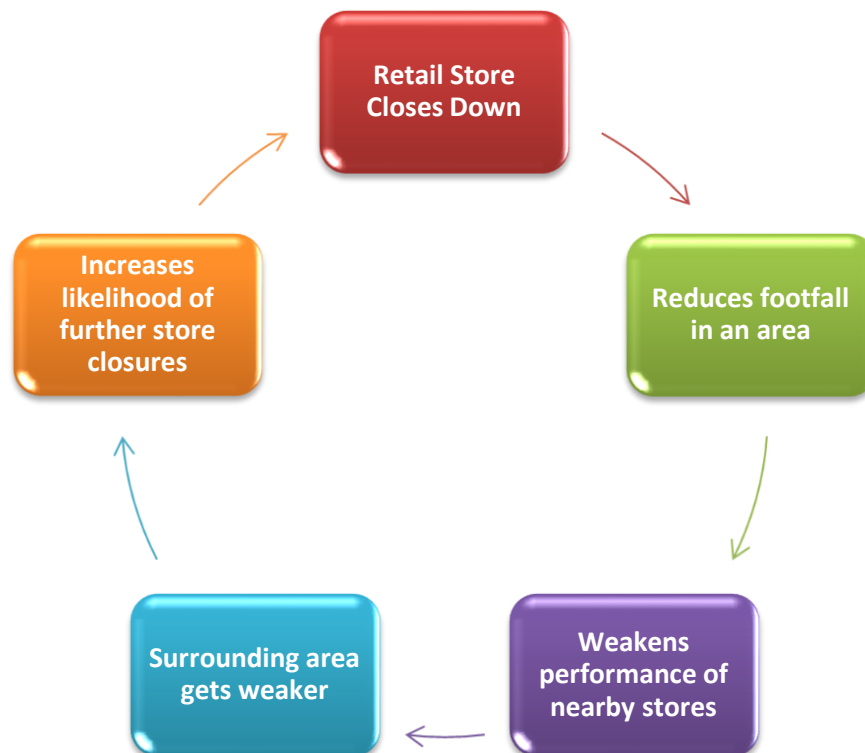 Retail Store
Closes Down
Reduces footfall
in an area
Weakens
performance of
nearby stores
Surrounding area
gets weaker
Increases
likelihood of
further store
closures